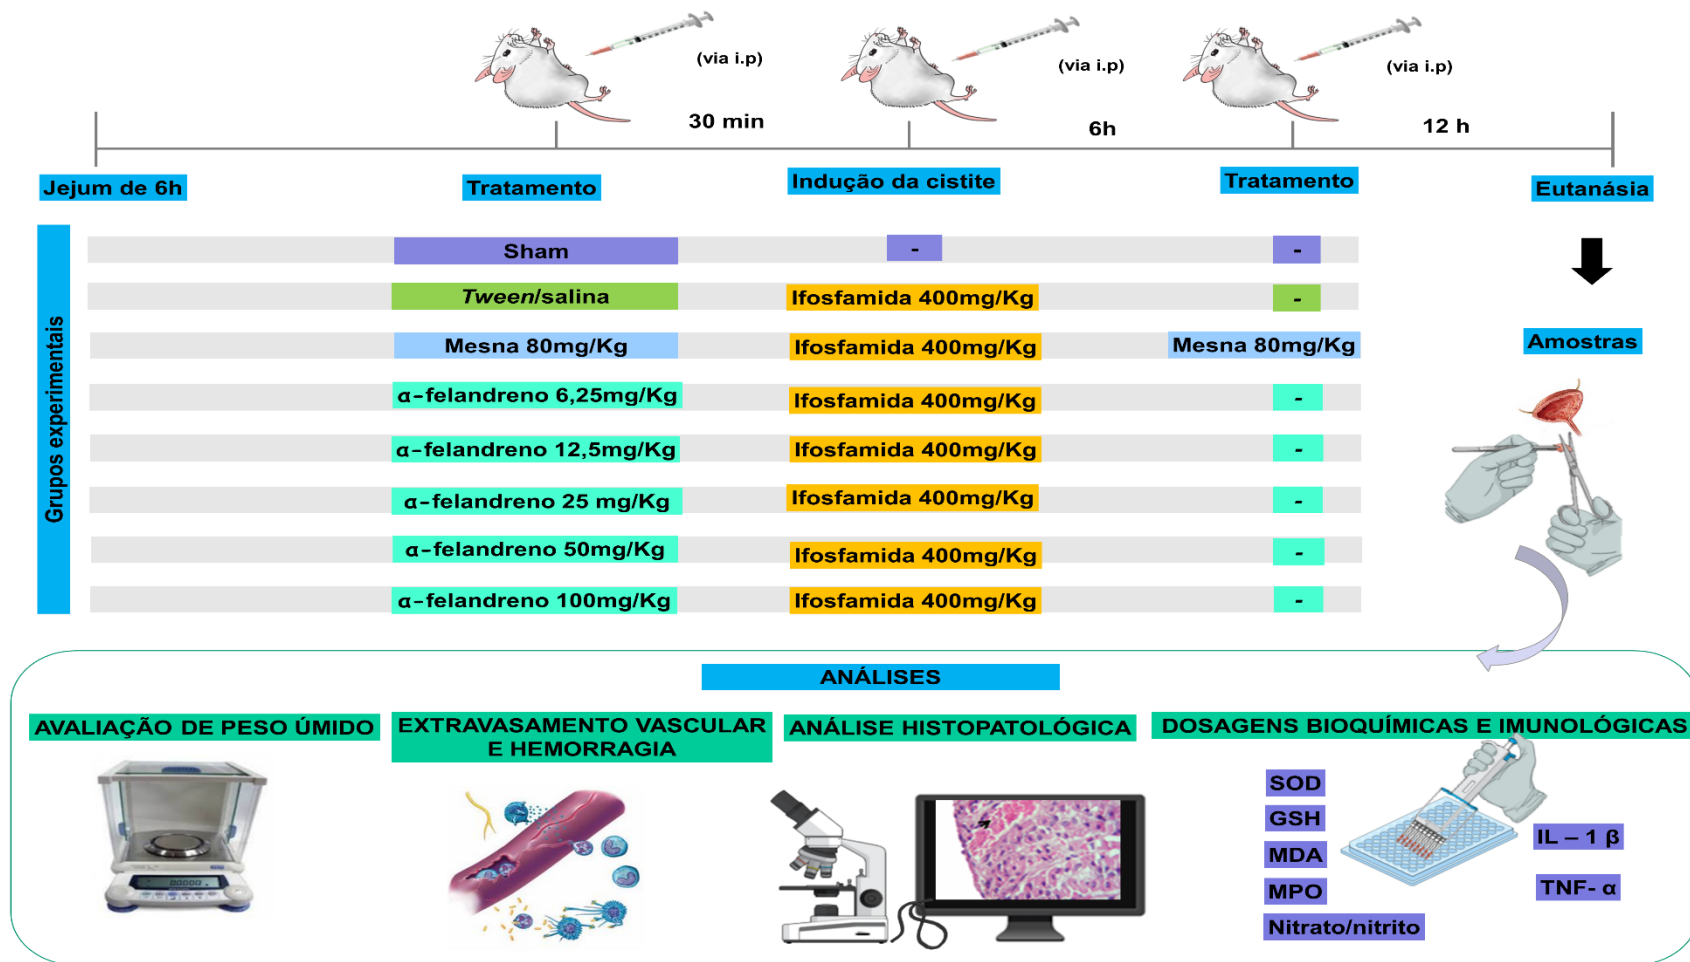 (via i.p)
(via i.p)
(via i.p)
30 min
6h
12 h
Jejum de 6h
Tratamento
Indução da cistite
Tratamento
Eutanásia
Grupos experimentais
Sham
-
-
Tween/salina
Ifosfamida 400mg/Kg
-
Mesna 80mg/Kg
Ifosfamida 400mg/Kg
Mesna 80mg/Kg
α-felandreno 6,25mg/Kg
Ifosfamida 400mg/Kg
-
α-felandreno 12,5mg/Kg
Ifosfamida 400mg/Kg
-
α-felandreno 25 mg/Kg
Ifosfamida 400mg/Kg
-
α-felandreno 50mg/Kg
Ifosfamida 400mg/Kg
-
α-felandreno 100mg/Kg
Ifosfamida 400mg/Kg
-
Amostras
ANÁLISES
AVALIAÇÃO DE PESO ÚMIDO
EXTRAVASAMENTO VASCULAR
E HEMORRAGIA
ANÁLISE HISTOPATOLÓGICA
DOSAGENS BIOQUÍMICAS E IMUNOLÓGICAS
SOD
GSH
MDA
MPO
Nitrato/nitrito
IL – 1 β
TNF- α